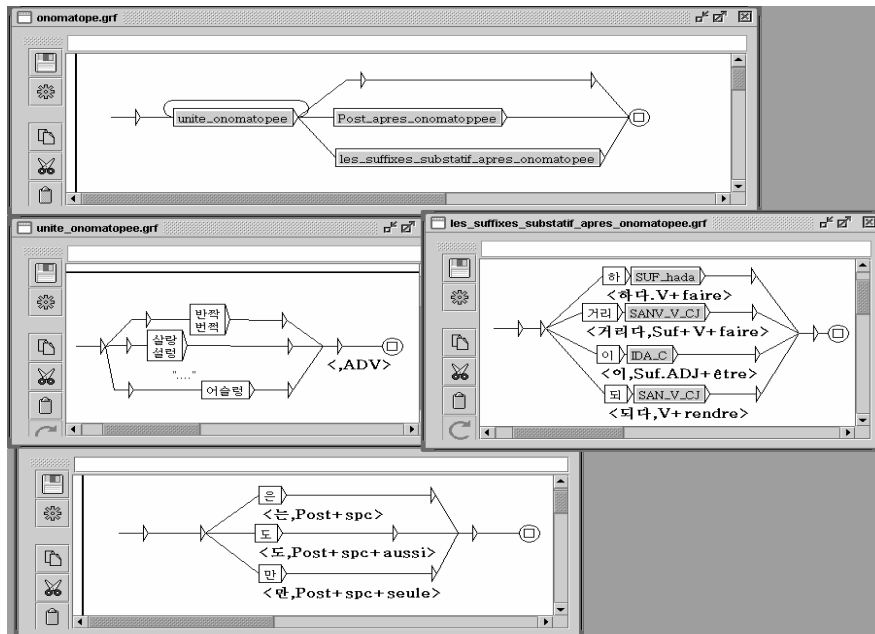 onomatope.grf
unite_onomatopee
Post_apres_onomatoppee
les_suffixes_substatif_apres_onomatopee
unite_onomatopee.grf
반짝
번쩍
살랑
설렁
"...."
어슬렁
<,ADV>
les_suffixes_substatif_apres_onomatopee.grf
하 SUF_hada
<하다.V+faire>
거리 SANV_V_CJ
<거리다,Suf+V+faire>
이 IDA_C
<이,Suf.ADJ+être>
되 SAN_V_CJ
<되다,V+rendre>
은
<는,Post+spc>
도
<도,Post+spc+aussi>
만
<만,Post+spc+seule>